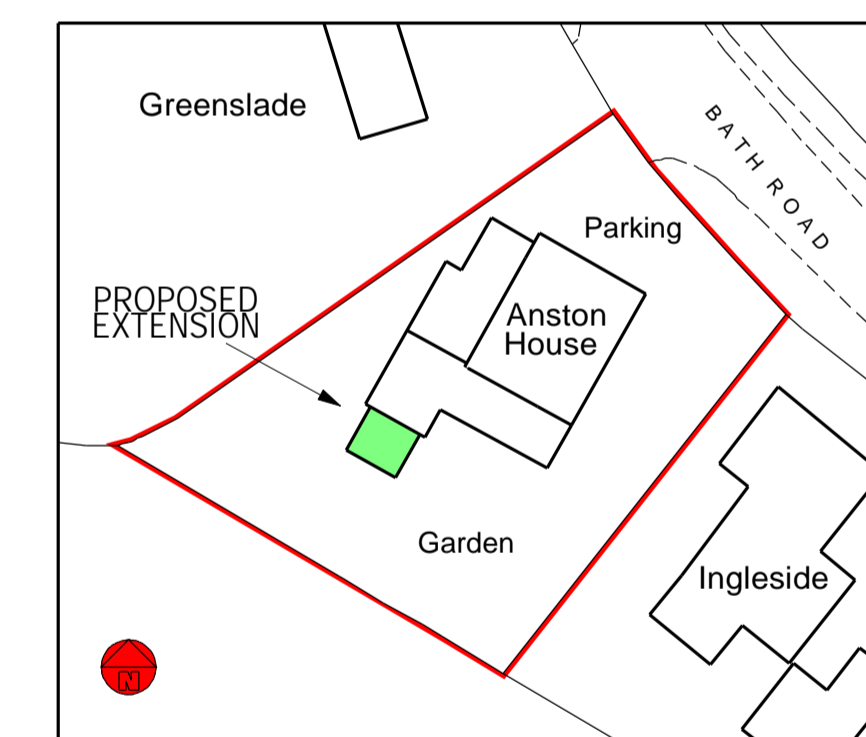 Greenslade
BATH ROAD
Parking
PROPOSED
EXTENSION
Anston
House
Garden
Ingleside
N